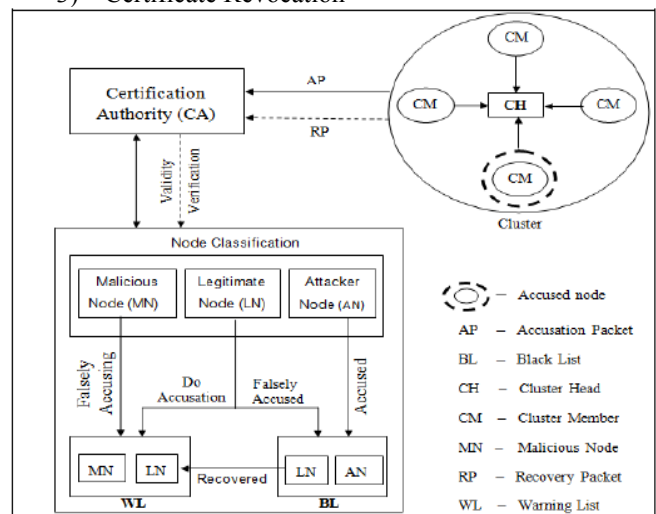 3) Certificate Revocation
CM
Certification
Authority (CA)
AP
CM
CH
CM
RP
CM
Cluster
Validity
Verification
Node Classification
Malicious
Node (MN)
Legitimate
Node (LN)
Attacker
Node (AN)
Falsely
Accusing
Do
Accusation
Falsely
Accused
Accused
MN
LN
Recovered
LN
AN
WL
BL
– Accused node
AP – Accusation Packet
BL – Black List
CH – Cluster Head
CM – Cluster Member
MN – Malicious Node
RP – Recovery Packet
WL – Warning List